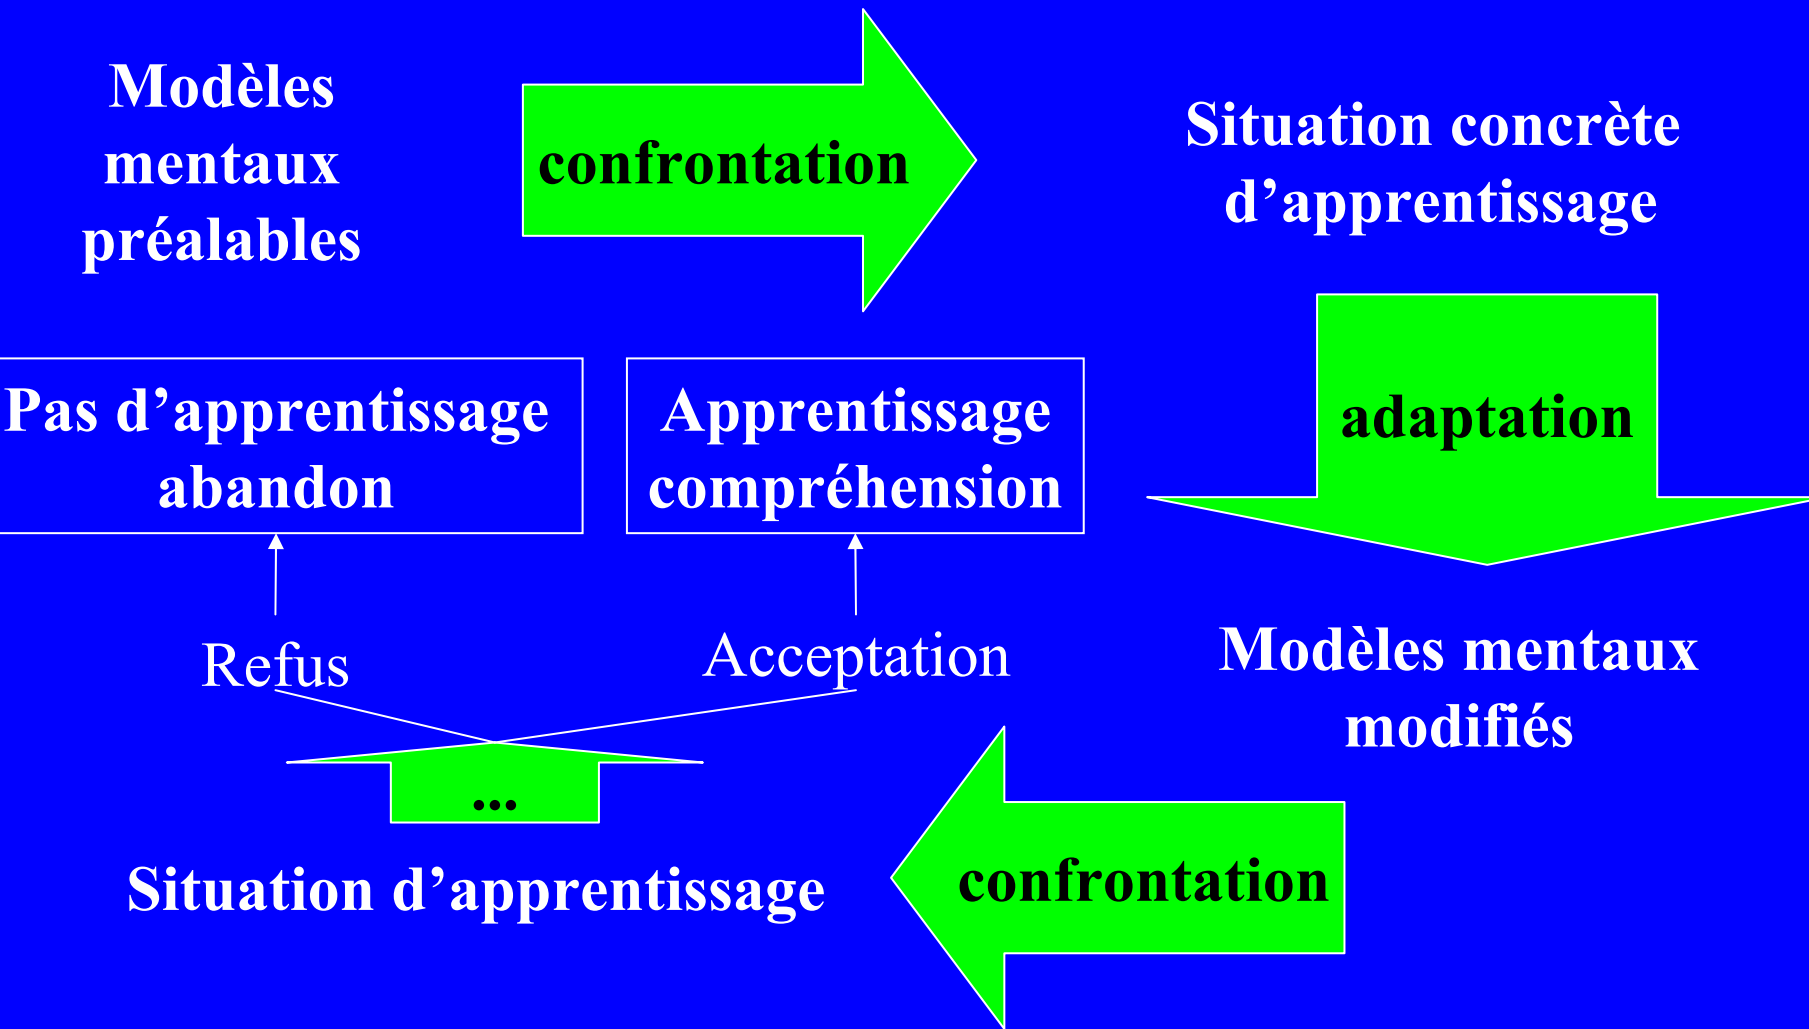 Modèles
mentaux
préalables
confrontation
Situation concrète
d’apprentissage
Pas d’apprentissage
abandon
Apprentissage
compréhension
adaptation
Refus
Acceptation
Modèles mentaux
modifiés
...
Situation d’apprentissage
confrontation